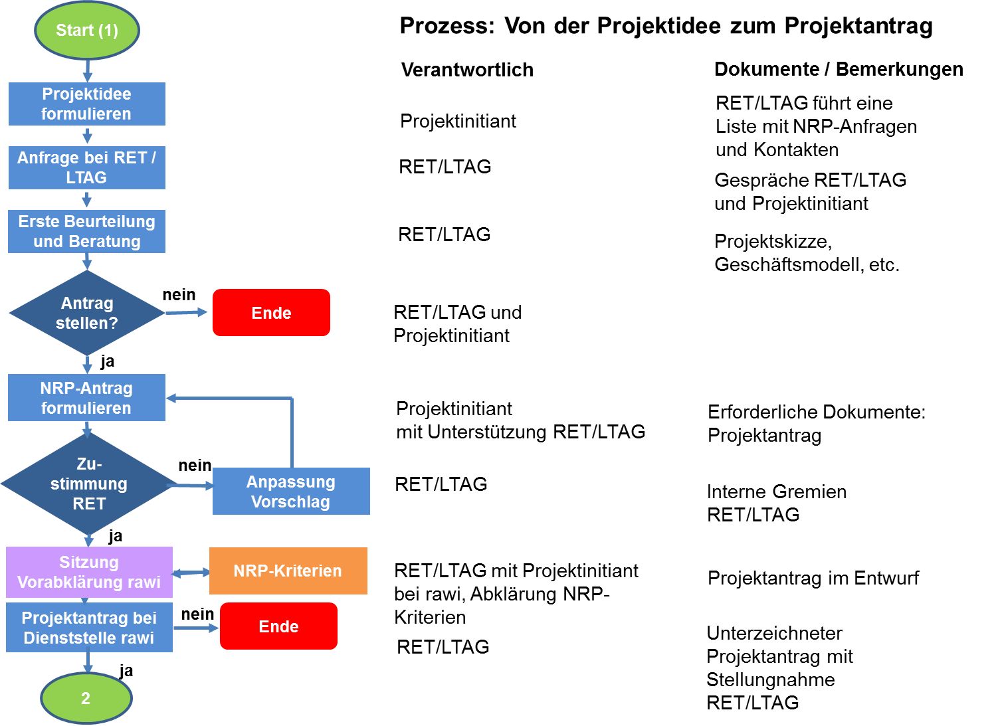 Start (1)
Prozess: Von der Projektidee zum Projektantrag
Verantwortlich
Dokumente / Bemerkungen
Projektidee
formulieren
Projektinitiant
RET/LTAG führt eine
Liste mit NRP-Anfragen
und Kontakten
Anfrage bei RET /
LTAG
RET/LTAG
Gespräche RET/LTAG
und Projektinitiant
Erste Beurteilung
und Beratung
RET/LTAG
Projektskizze,
Geschäftsmodell, etc.
Antrag
stellen?
nein
Ende
RET/LTAG und
Projektinitiant
ja
NRP-Antrag
formulieren
Projektinitiant
mit Unterstützung RET/LTAG
Erforderliche Dokumente:
Projektantrag
Zu-
stimmung
RET
nein
Anpassung
Vorschlag
RET/LTAG
Interne Gremien
RET/LTAG
ja
Sitzung
Vorabklärung rawi
NRP-Kriterien
RET/LTAG mit Projektinitiant
bei rawi, Abklärung NRP-
Kriterien
Projektantrag im Entwurf
Projektantrag bei
Dienststelle rawi
nein
Ende
RET/LTAG
Unterzeichneter
Projektantrag mit
Stellungnahme
RET/LTAG
ja
2